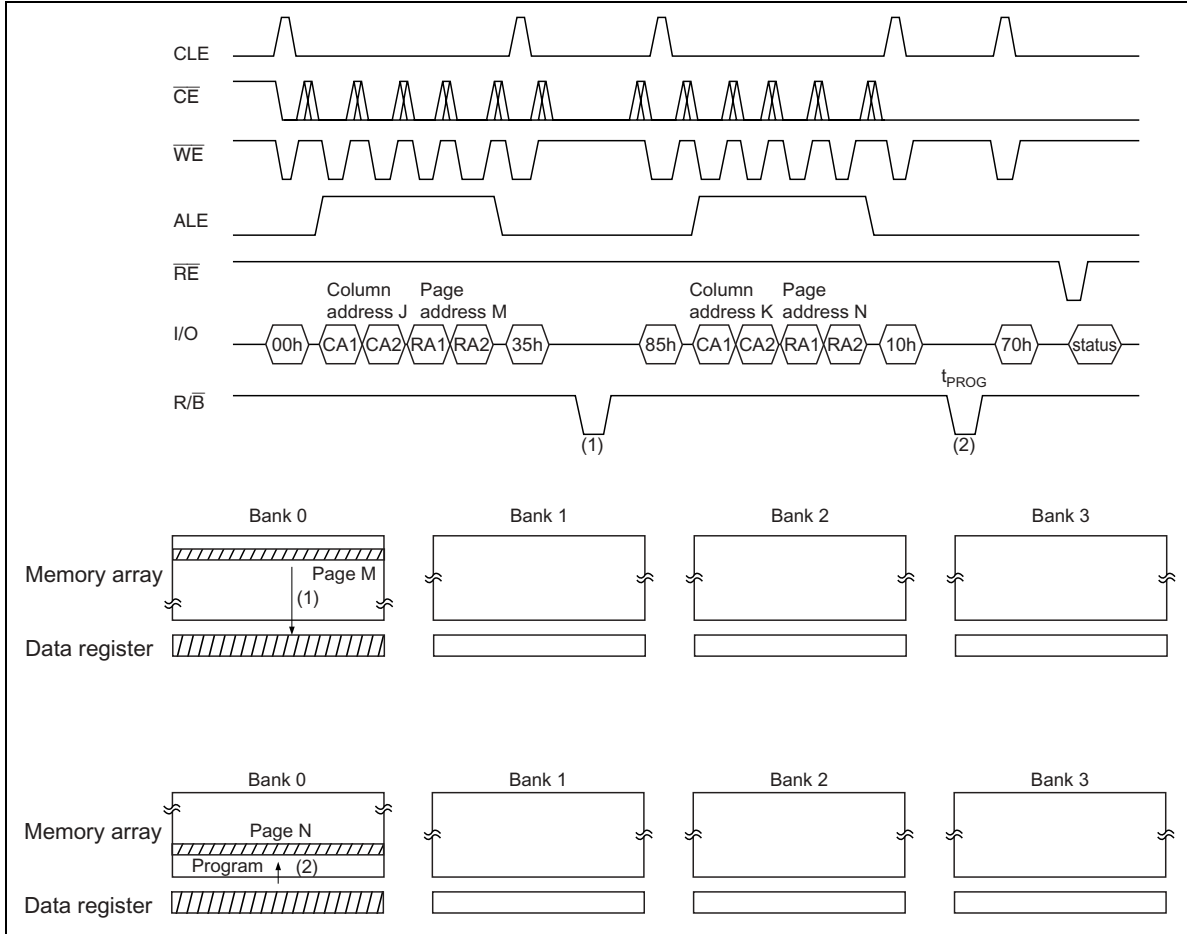 CLE
CE
WE
ALE
RE
Column address J Page address M Column address K Page address N
I/O 00h CA1 CA2 RA1 RA2 35h 85h CA1 CA2 RA1 RA2 10h 70h status
tPROG
R/B
(1) (2)
Bank 0 Bank 1 Bank 2 Bank 3
Memory array Page M
(1)
Data register
Bank 0 Bank 1 Bank 2 Bank 3
Memory array Page N
Program (2)
Data register